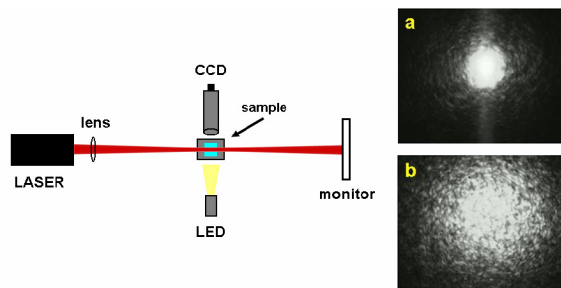 CCD
sample
lens
LASER
monitor
LED
a
b